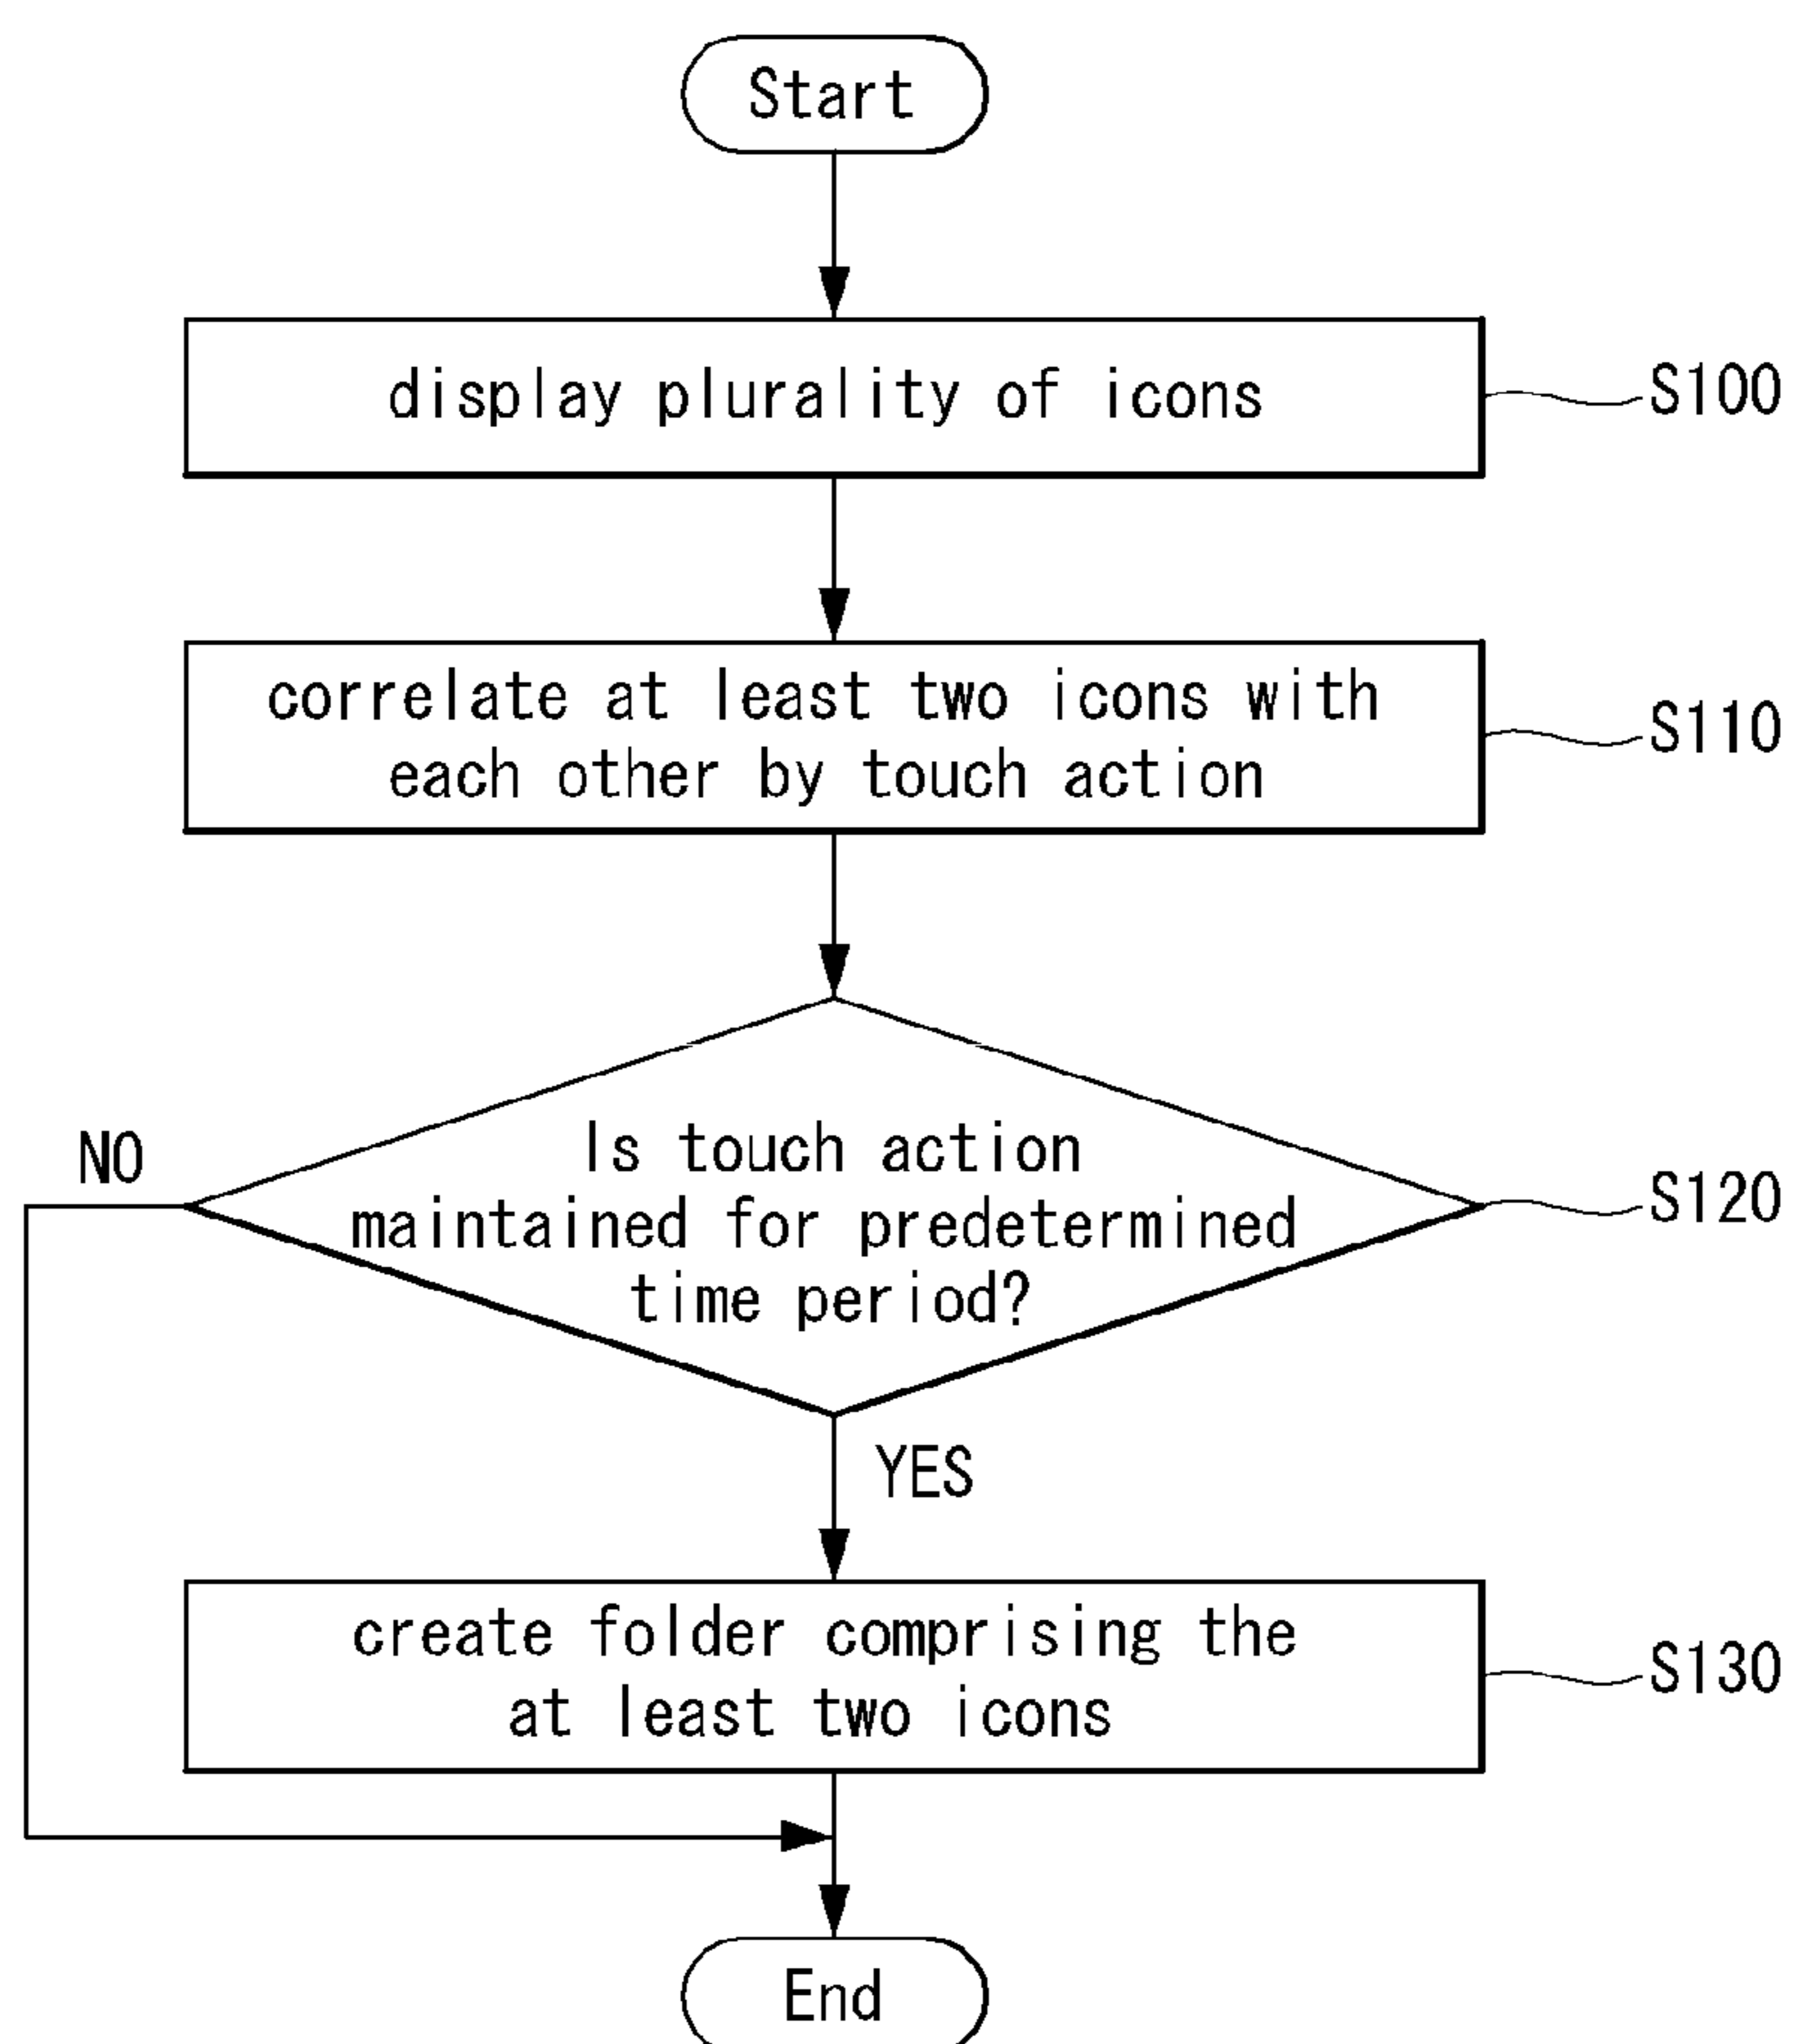 Start
display plurality of icons
S100
correlate at least two icons with
each other by touch action
S110
Is touch action
maintained for predetermined
time period?
S120
NO
YES
create folder comprising the
at least two icons
S130
End